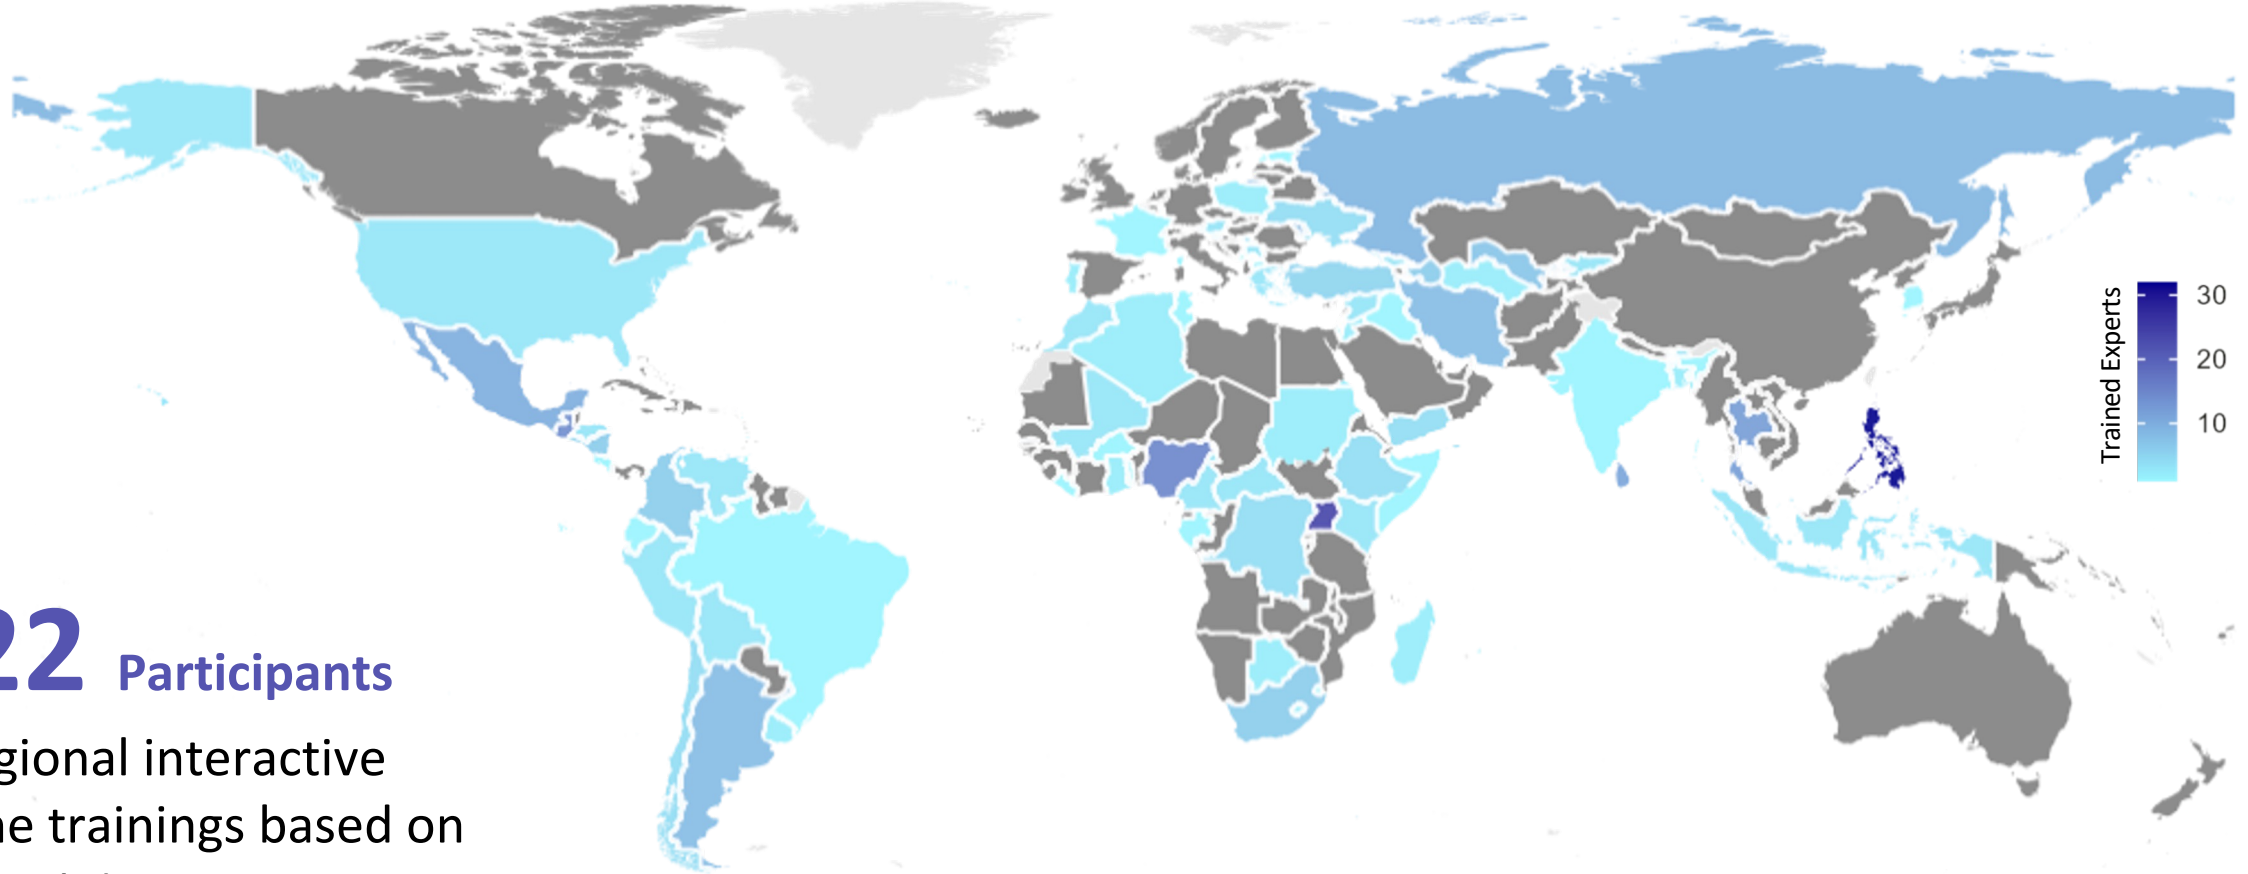 22 Participants
gional interactive
ne trainings based on
Trained Experts
30
20
10